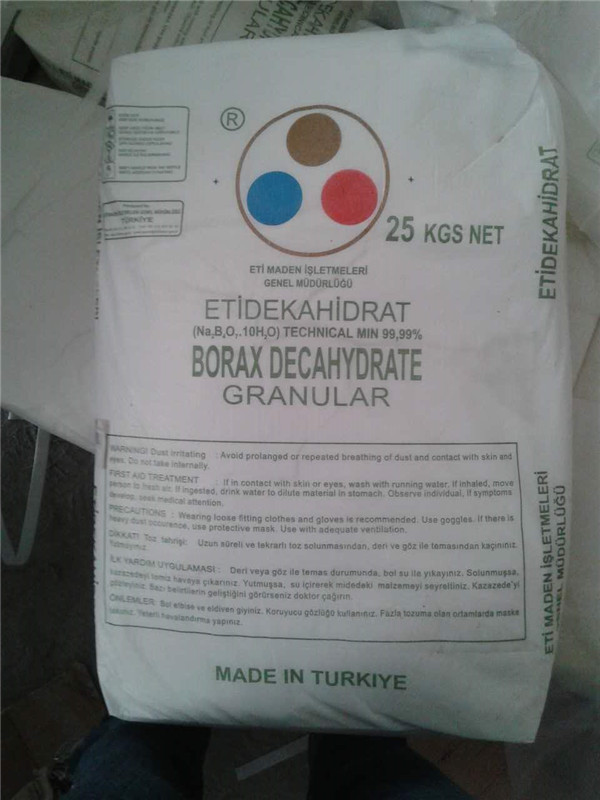 ®
25 KGS NET
ETİ MADEN İŞLETMELERİ
GENEL MÜDÜRLÜĞÜ
ETİDEKAHİDRAT
(Na₂B₄O₇.10H₂O) TECHNICAL MIN 99,99%
BORAX DECAHYDRATE
GRANULAR
ETİDEKAHİDRAT
TÜRKİYE
WARNING! Dust irritating : Avoid prolonged or repeated breathing of dust and contact with skin and
eyes. Do not take internally.
FIRST AID TREATMENT : If in contact with skin or eyes, wash with running water. If inhaled, move
person to fresh air. If ingested, drink water to dilute material in stomach. Observe individual, If symptoms
develop, seek medical attention.
PRECAUTIONS : Wearing loose fitting clothes and gloves is recommended. Use goggles. If there is
heavy dust occurence, use protective mask. Use with adequate ventilation.
DİKKAT! Toz tahrişi: Uzun süreli ve tekrarlı toz solunmasından, deri ve göz ile temasından kaçınınız.
İLK YARDIM UYGULAMASI : Deri veya göz ile temas durumunda, bol su ile yıkayınız. Solunmuşsa,
kazazedeyi temiz havaya çıkarınız. Yutmuşsa, su içirerek midedeki malzemeyi seyreltiniz. Kazazede'yi
gözleyiniz. Bazı belirtilerin geliştiğini görürseniz doktor çağırın.
ÖNLEMLER: Bol elbise ve eldiven giyiniz. Koruyucu gözlüğü kullanınız. Fazla tozuma olan ortamlarda maske
takınız. Yeterli havalandırma yapınız.
ETİ MADEN İŞLETMELERİ
GENEL MÜDÜRLÜĞÜ
MADE IN TURKIYE